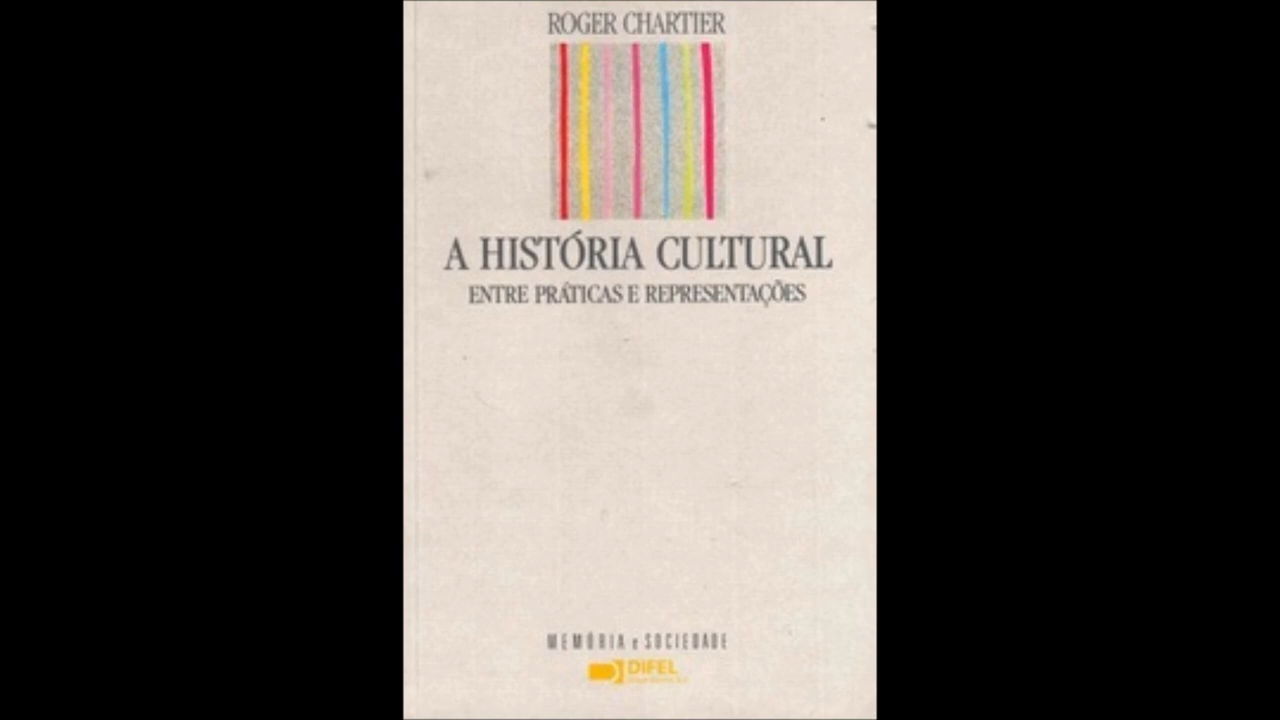 ROGER CHARTIER
A HISTÓRIA CULTURAL
ENTRE PRÁTICAS E REPRESENTAÇÕES
MEMÓRIA e SOCIEDADE
DIFEL